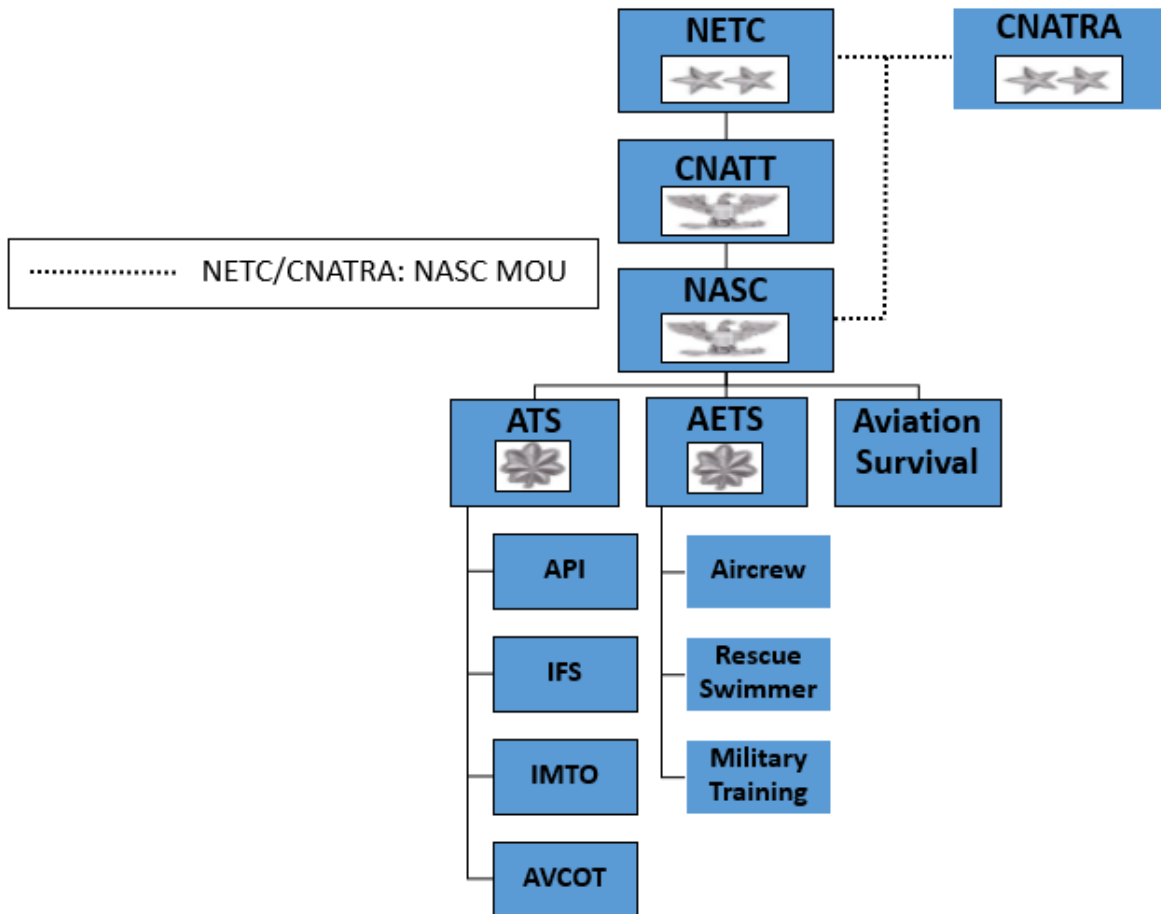 NETC
CNATRA
CNATT
NETC/CNATRA: NASC MOU
NASC
ATS
AETS
Aviation
Survival
API
Aircrew
IFS
Rescue
Swimmer
IMTO
Military
Training
AVCOT